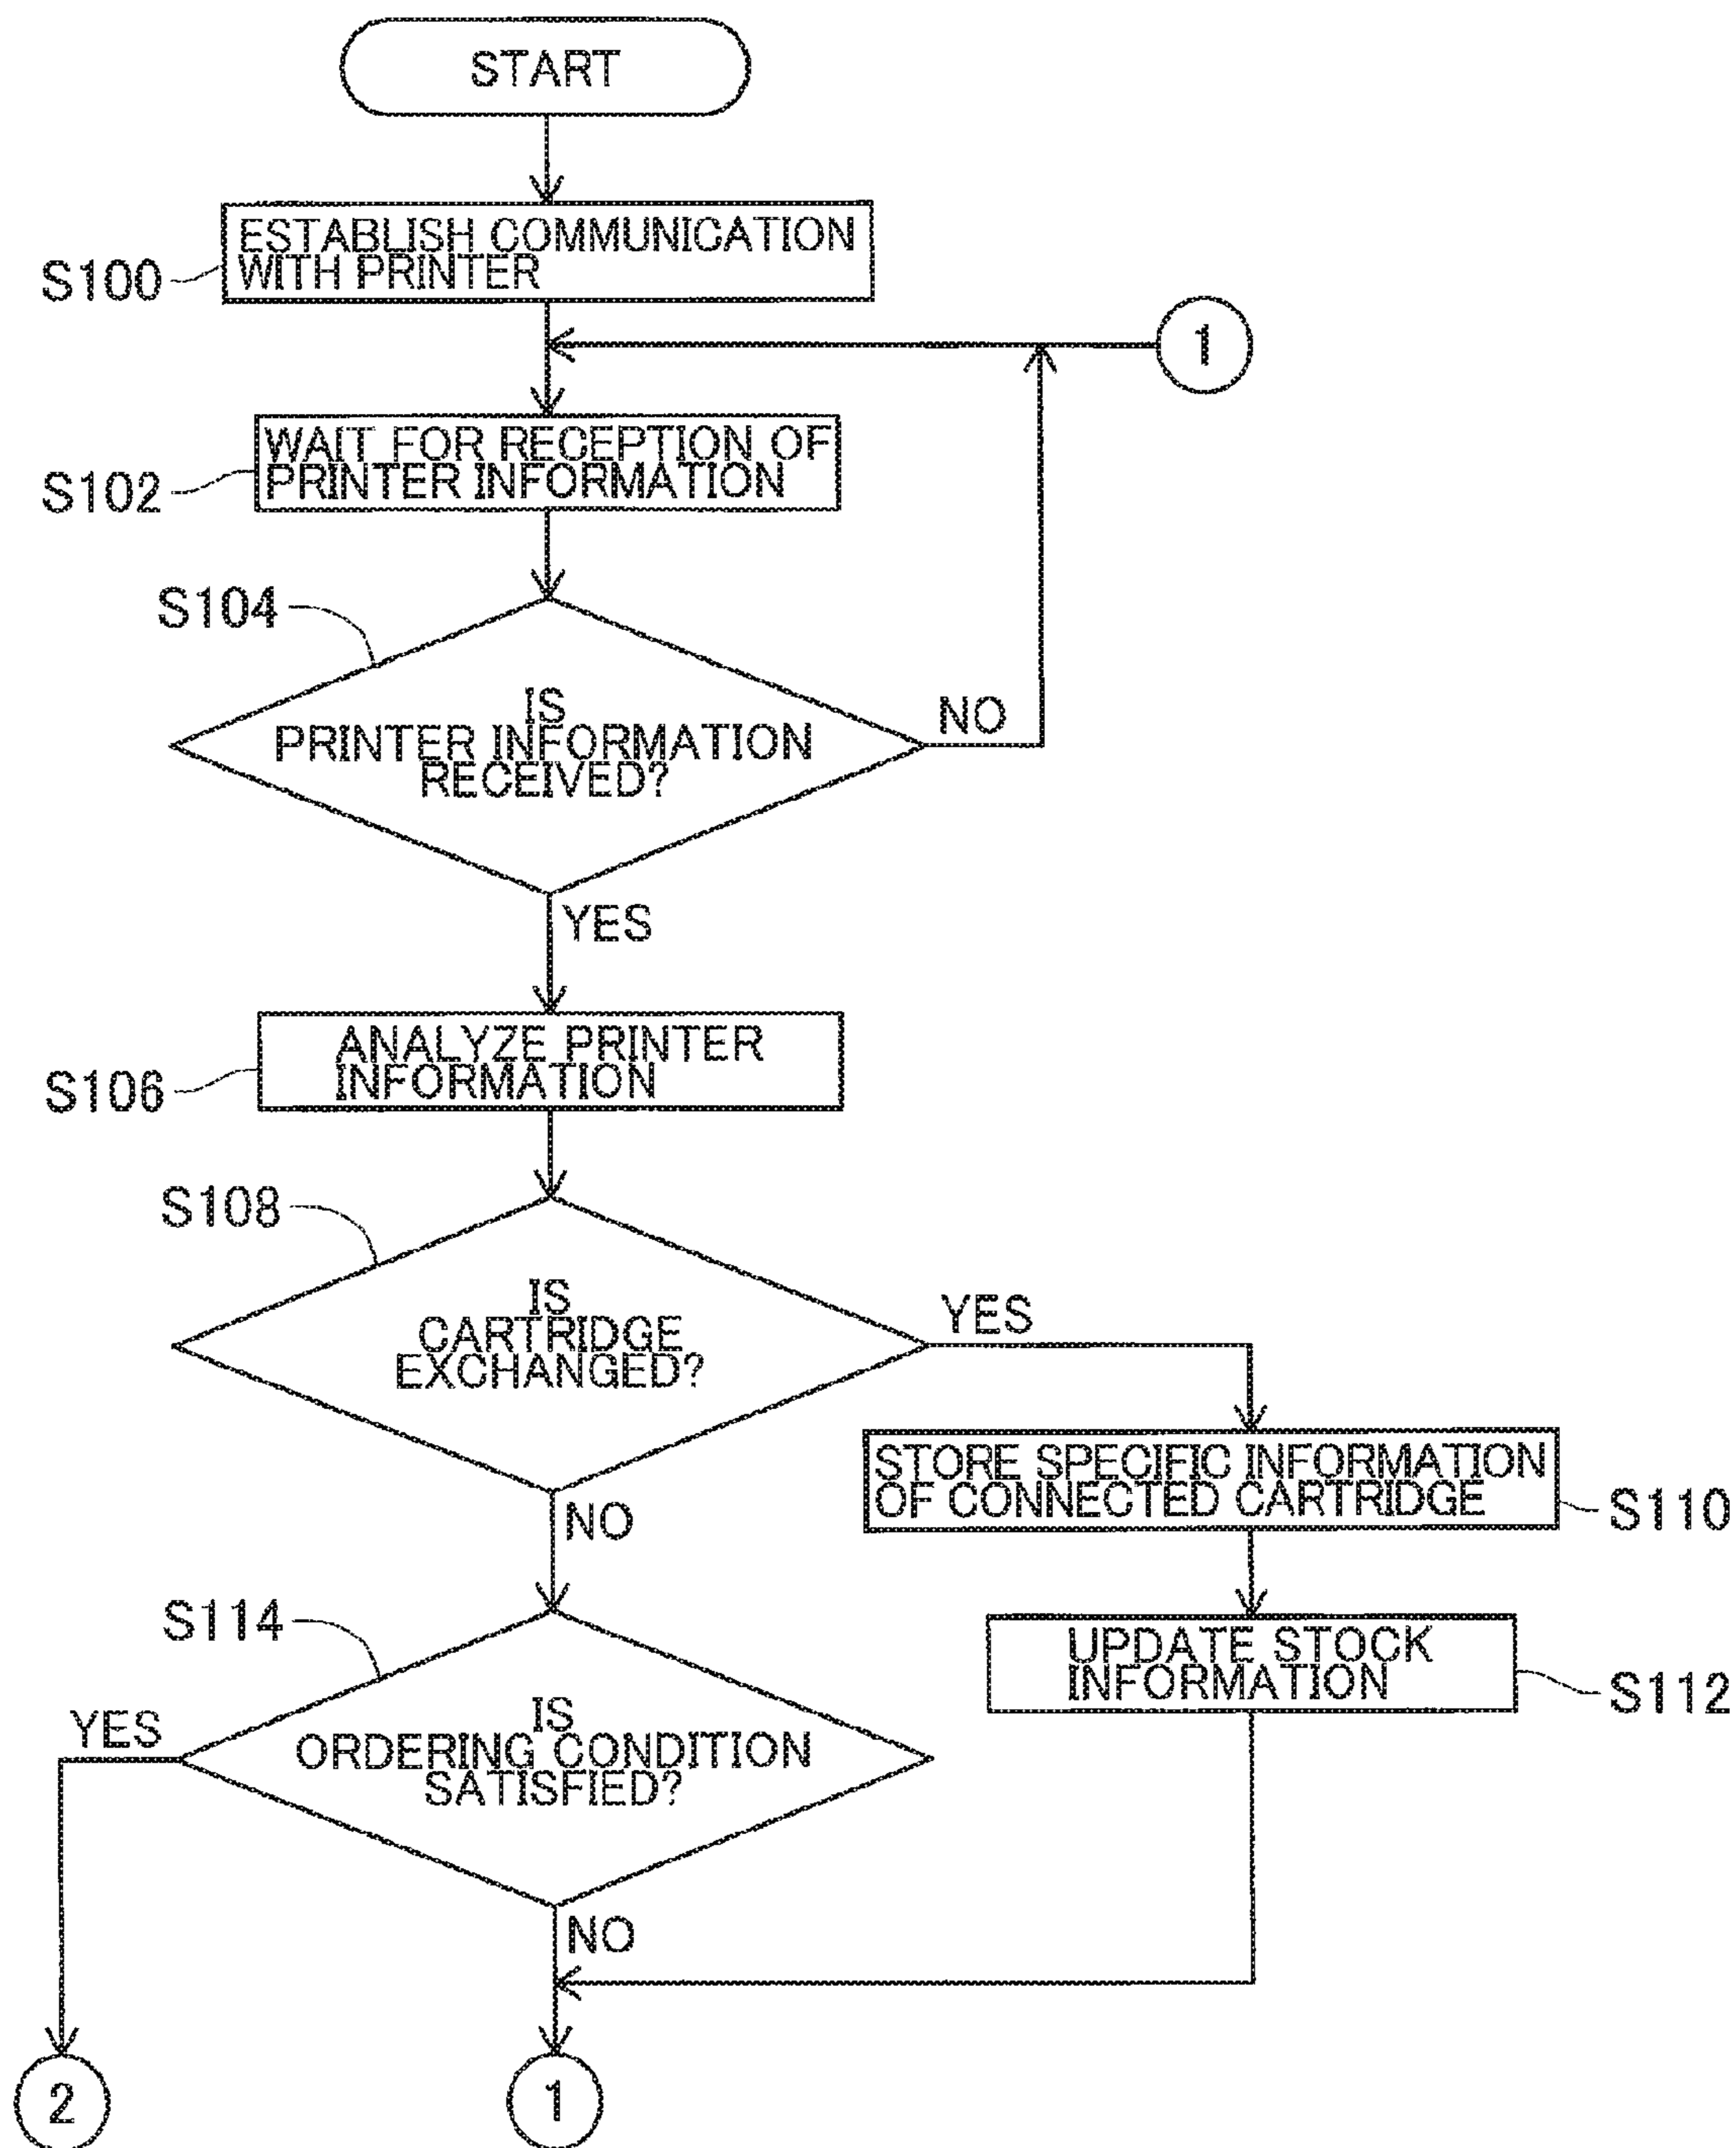 START
ESTABLISH COMMUNICATION
WITH PRINTER
S100
1
WAIT FOR RECEPTION OF
PRINTER INFORMATION
S102
S104
IS
PRINTER INFORMATION
RECEIVED?
NO
YES
ANALYZE PRINTER
INFORMATION
S106
S108
IS
CARTRIDGE
EXCHANGED?
YES
NO
STORE SPECIFIC INFORMATION
OF CONNECTED CARTRIDGE
S110
S114
UPDATE STOCK
INFORMATION
S112
YES
IS
ORDERING CONDITION
SATISFIED?
NO
2
1